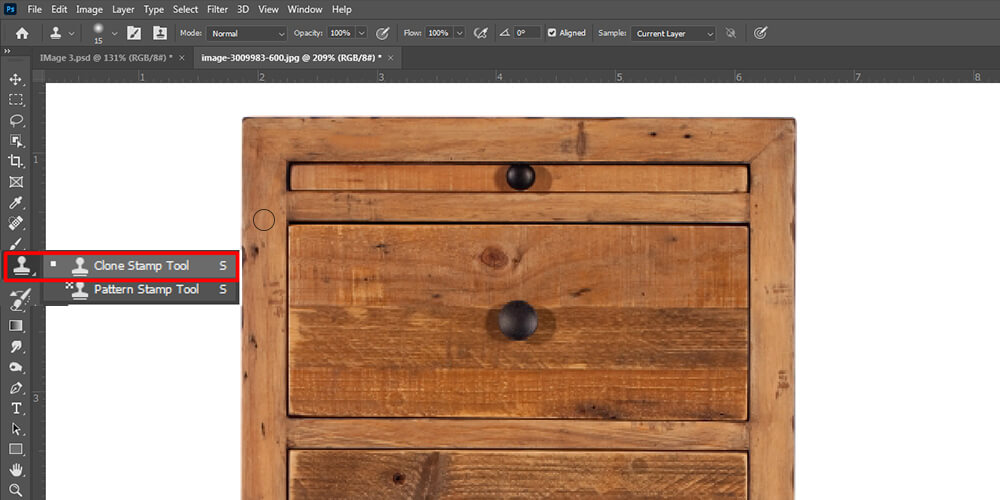 Ps File Edit Image Layer Type Select Filter 3D View Window Help
15 Mode: Normal Opacity: 100% Flow: 100% 0° Aligned Sample: Current Layer
IMage 3.psd @ 131% (RGB/8#) * × image-3009983-600.jpg @ 209% (RGB/8#) * ×
1 2 3 4 5 6 7 8
1
Clone Stamp Tool S
Pattern Stamp Tool S
3
T